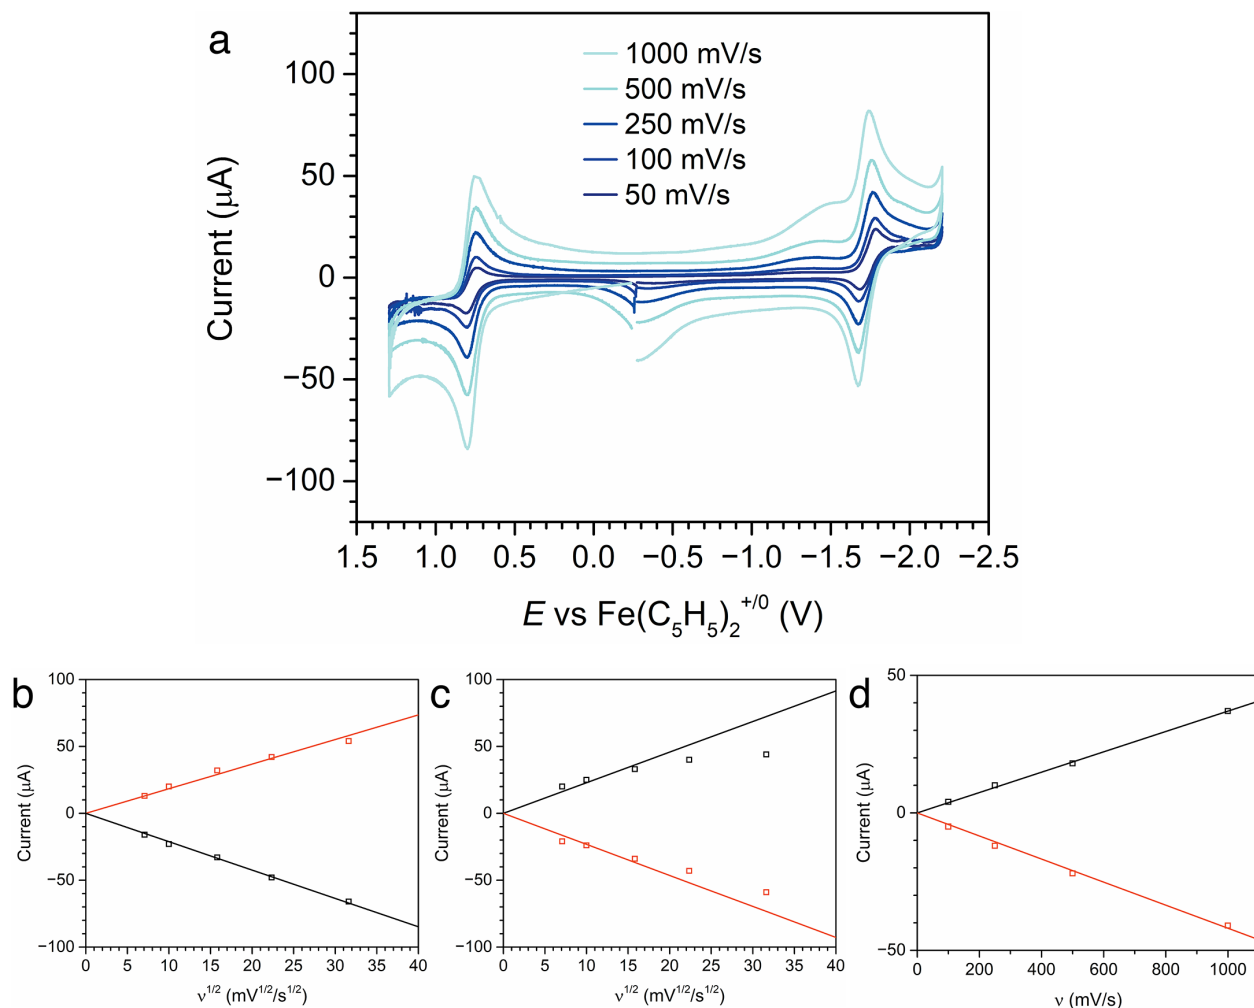 a
1000 mV/s
500 mV/s
250 mV/s
100 mV/s
50 mV/s
100
50
0
−50
−100
Current (μA)
1.5 1.0 0.5 0.0 −0.5 −1.0 −1.5 −2.0 −2.5
E vs Fe(C₅H₅)₂⁺/⁰ (V)
b
100
50
0
−50
−100
Current (μA)
0 5 10 15 20 25 30 35 40
ν¹/² (mV¹/²/s¹/²)
c
100
50
0
−50
−100
Current (μA)
0 5 10 15 20 25 30 35 40
ν¹/² (mV¹/²/s¹/²)
d
50
0
−50
Current (μA)
0 200 400 600 800 1000
ν (mV/s)